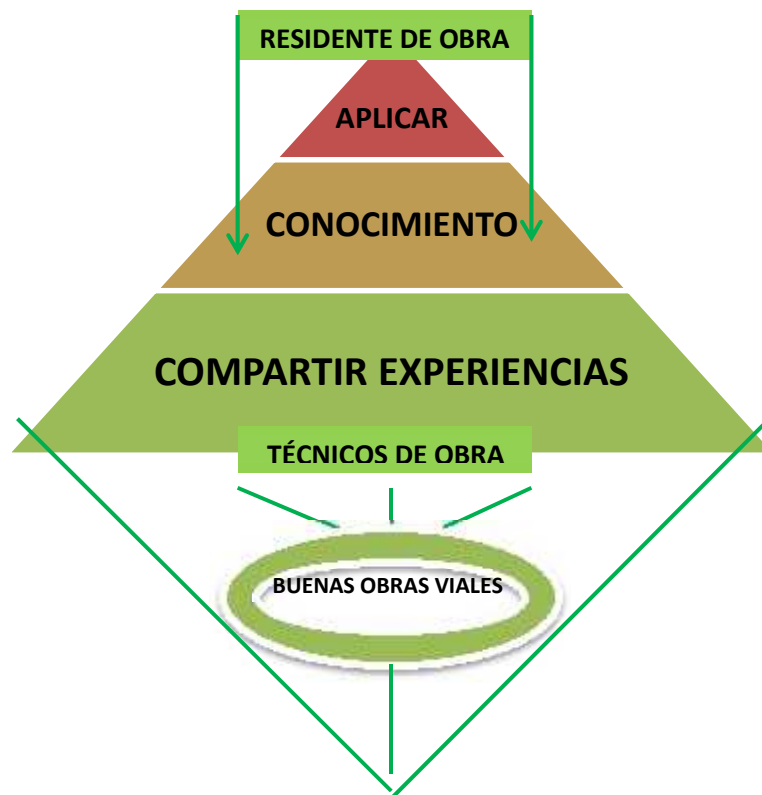 RESIDENTE DE OBRA
APLICAR
CONOCIMIENTO
COMPARTIR EXPERIENCIAS
TÉCNICOS DE OBRA
BUENAS OBRAS VIALES